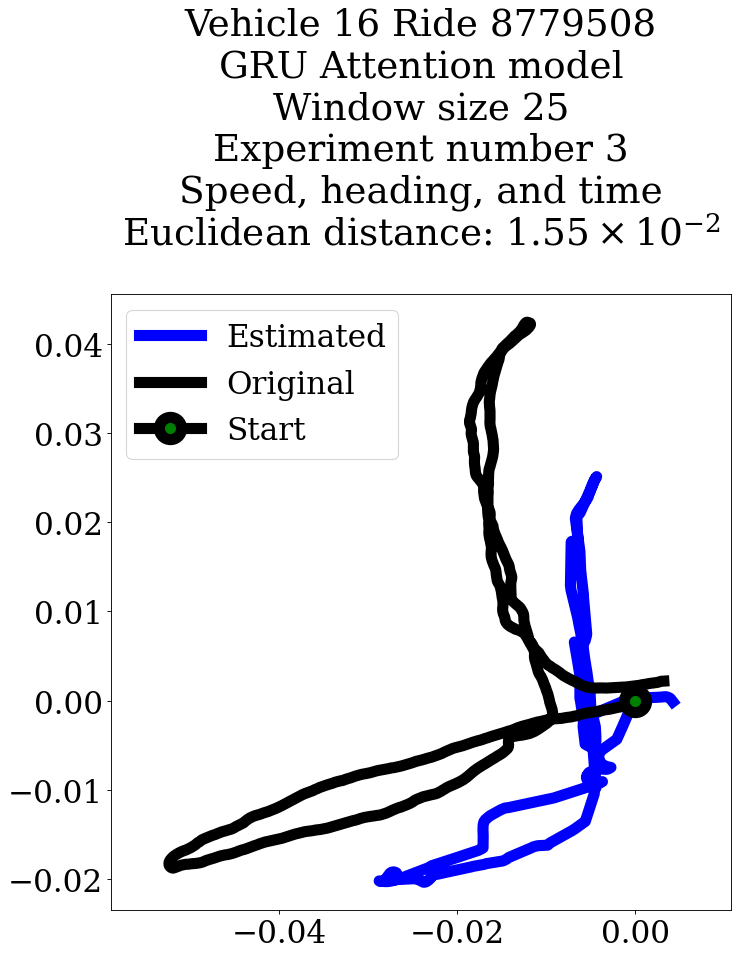 Vehicle 16 Ride 8779508
GRU Attention model
Window size 25
Experiment number 3
Speed, heading, and time
Euclidean distance: 1.55 × 10⁻²
Estimated
Original
Start
0.04
0.03
0.02
0.01
0.00
−0.01
−0.02
−0.04 −0.02 0.00